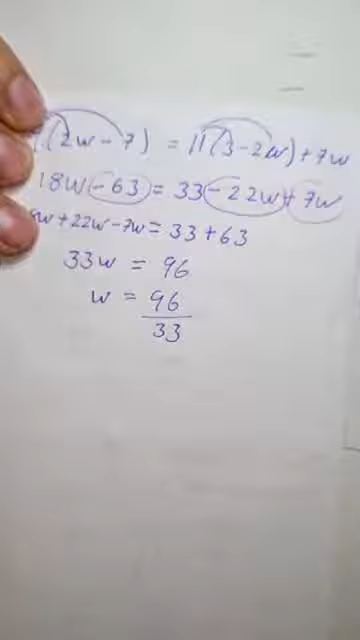 (2w - 7) = 11(3 - 2w) + 7w
18w - 63 = 33 - 22w + 7w
w + 22w - 7w = 33 + 63
33w = 96
w = 96
33